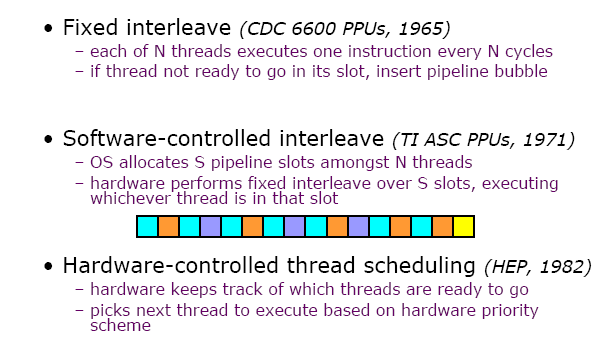 • Fixed interleave (CDC 6600 PPUs, 1965)
– each of N threads executes one instruction every N cycles
– if thread not ready to go in its slot, insert pipeline bubble
• Software-controlled interleave (TI ASC PPUs, 1971)
– OS allocates S pipeline slots amongst N threads
– hardware performs fixed interleave over S slots, executing
whichever thread is in that slot
• Hardware-controlled thread scheduling (HEP, 1982)
– hardware keeps track of which threads are ready to go
– picks next thread to execute based on hardware priority
scheme